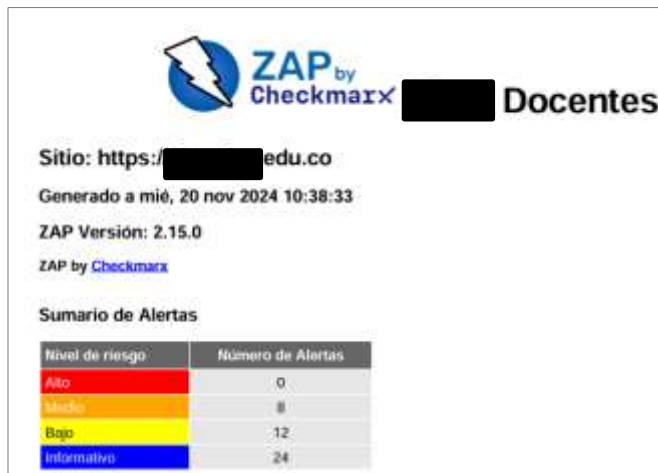 ZAP by
Checkmarx Docentes
Sitio: https:/ edu.co
Generado a mié, 20 nov 2024 10:38:33
ZAP Versión: 2.15.0
ZAP by Checkmarx
Sumario de Alertas
Nivel de riesgo Número de Alertas
Alto 0
Medio 8
Bajo 12
Informativo 24